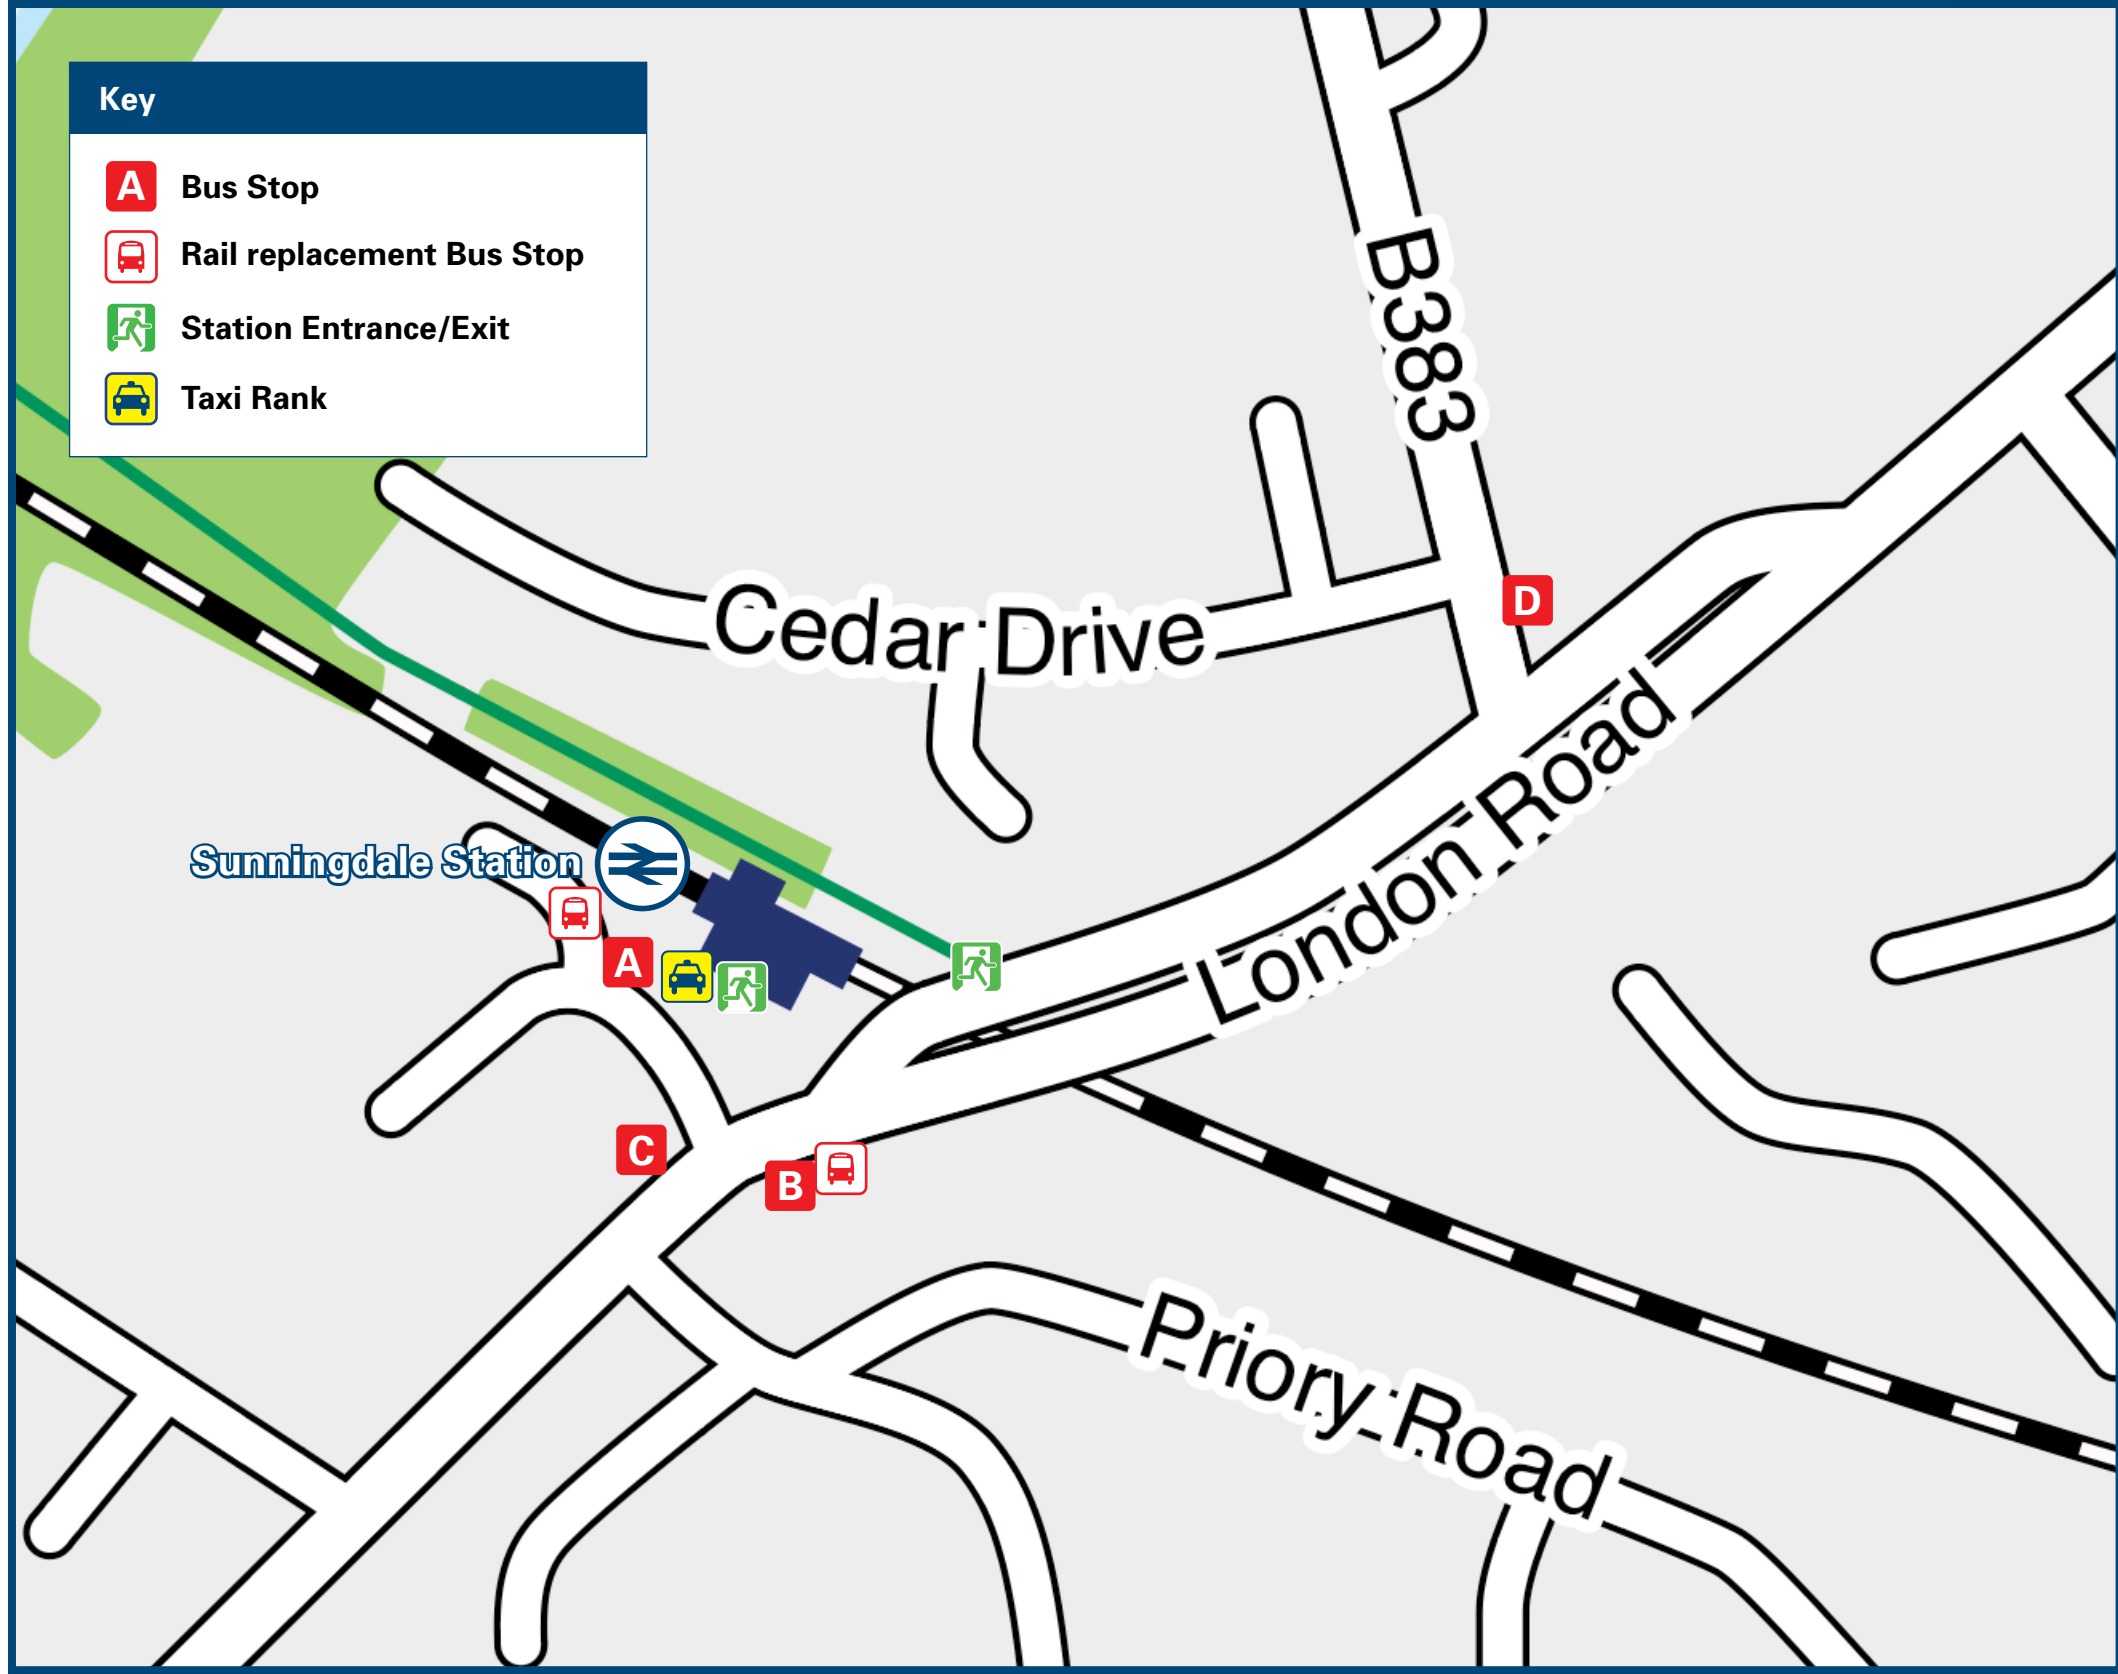 Key
A Bus Stop
Rail replacement Bus Stop
Station Entrance/Exit
Taxi Rank
B383
Cedar Drive
D
London Road
Sunningdale Station
A
C
B
Priory Road